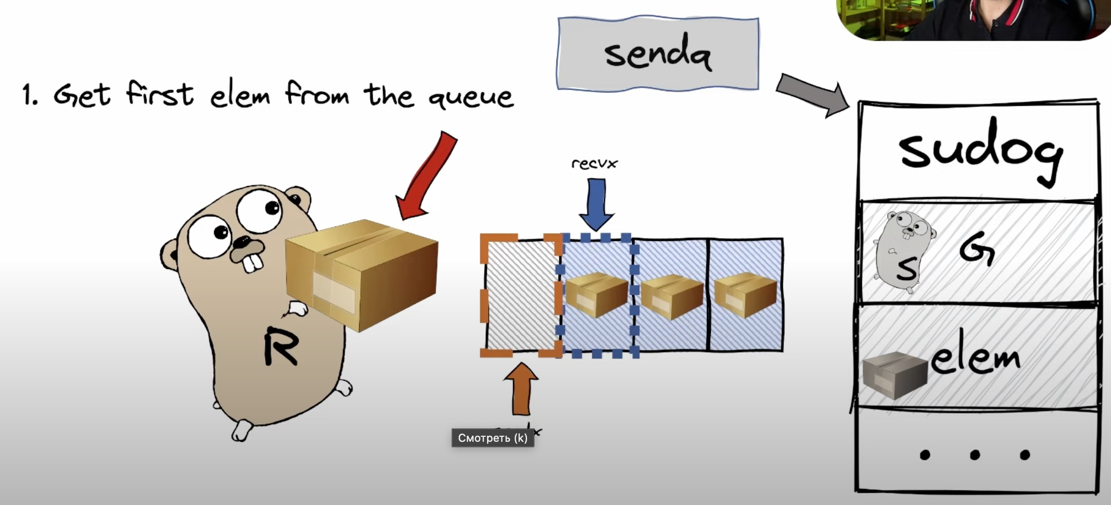 sendq
1. Get first elem from the queue
sudog
recvx
G
S
R
elem
Смотреть (k)
...